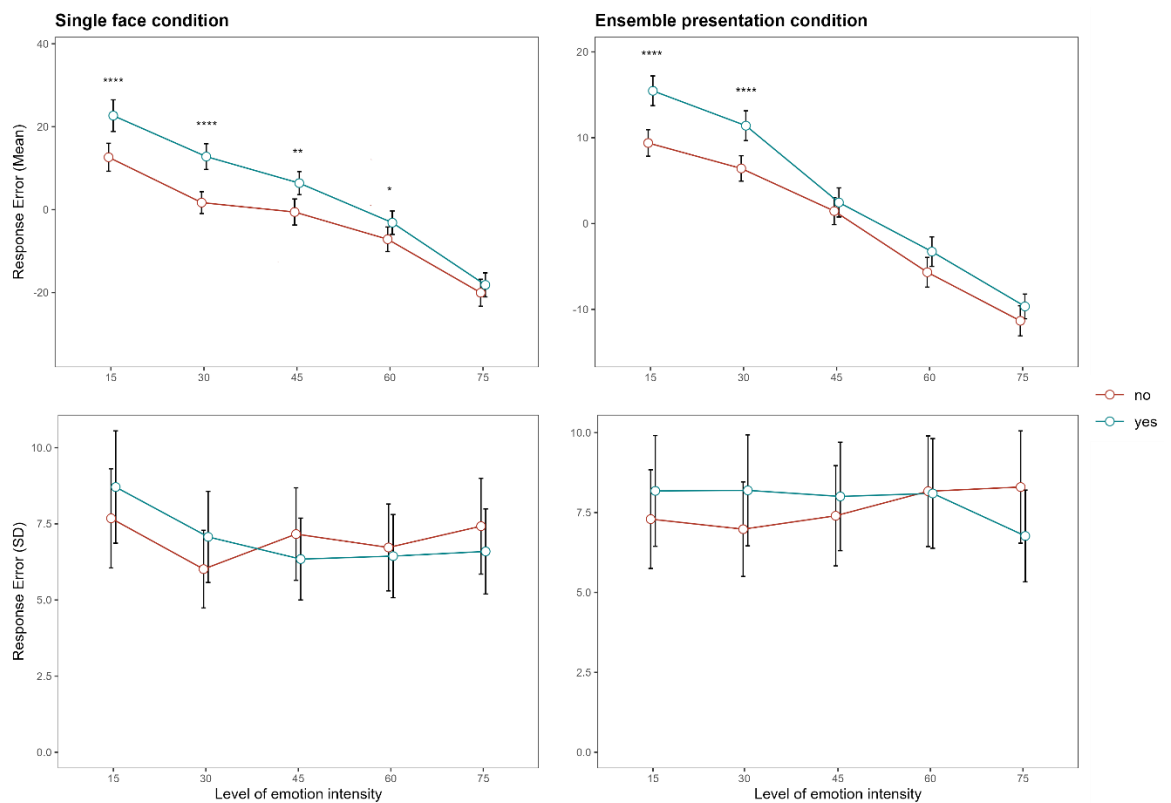 Single face condition
Ensemble presentation condition
Response Error (Mean)
40
20
0
-20
****
****
**
*
15 30 45 60 75
20
10
0
-10
****
****
15 30 45 60 75
no
yes
Response Error (SD)
10.0
7.5
5.0
2.5
0.0
15 30 45 60 75
Level of emotion intensity
10.0
7.5
5.0
2.5
0.0
15 30 45 60 75
Level of emotion intensity